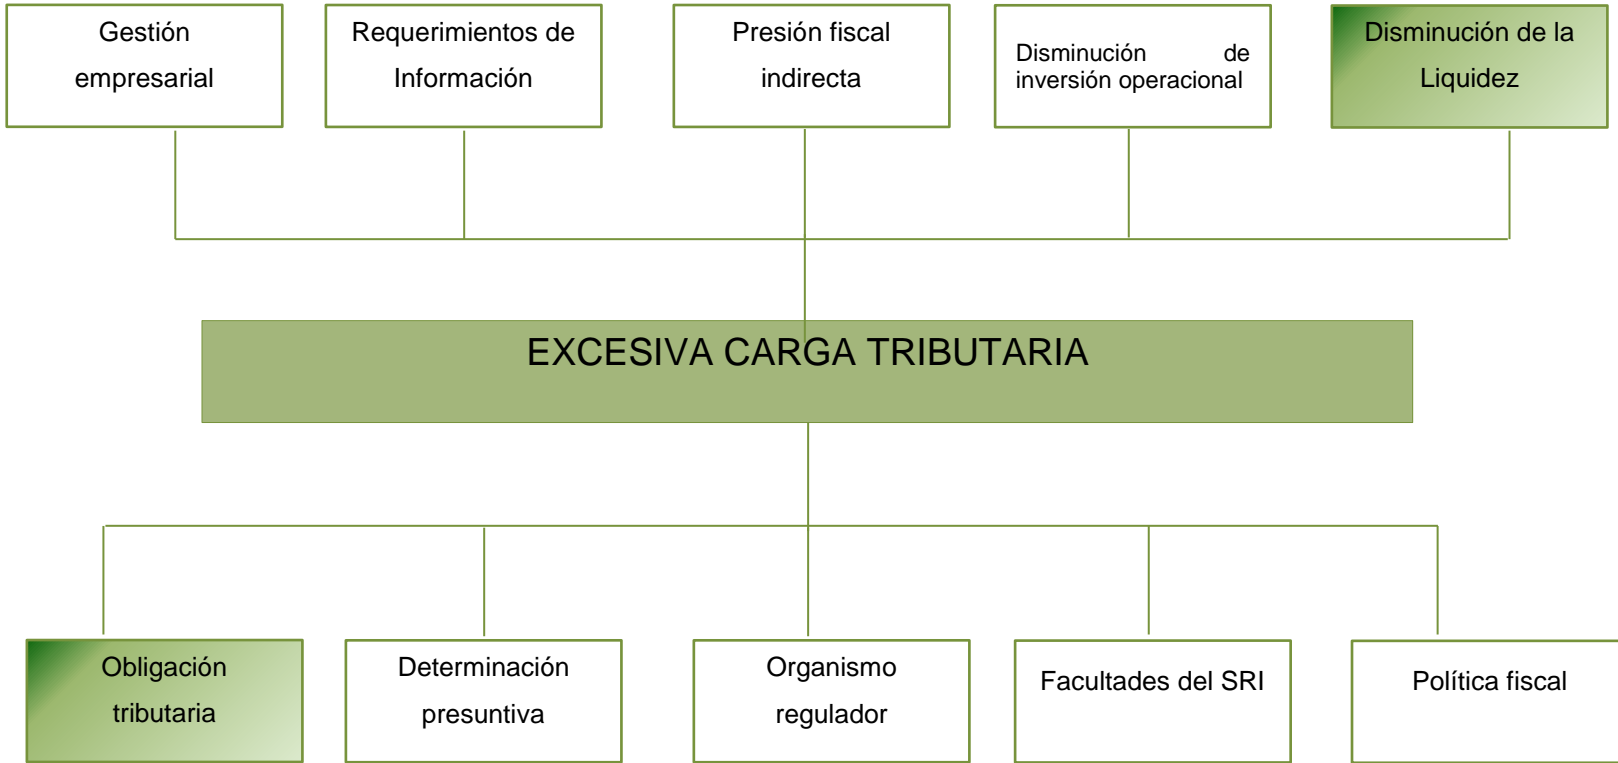 Gestión
empresarial
Requerimientos de
Información
Presión fiscal
indirecta
Disminución de
inversión operacional
Disminución de la
Liquidez
EXCESIVA CARGA TRIBUTARIA
Obligación
tributaria
Determinación
presuntiva
Organismo
regulador
Facultades del SRI
Política fiscal